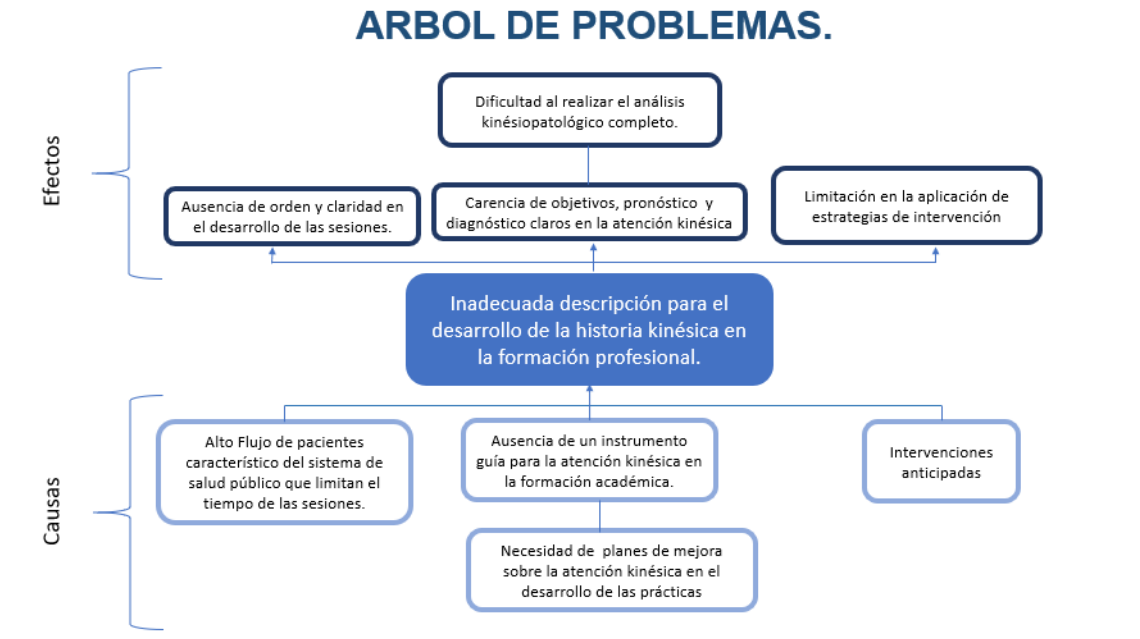 ARBOL DE PROBLEMAS.
Efectos
Dificultad al realizar el análisis
kinésiopatológico completo.
Ausencia de orden y claridad en
el desarrollo de las sesiones.
Carencia de objetivos, pronóstico y
diagnóstico claros en la atención kinésica
Limitación en la aplicación de
estrategias de intervención
Inadecuada descripción para el
desarrollo de la historia kinésica en
la formación profesional.
Causas
Alto Flujo de pacientes
característico del sistema de
salud público que limitan el
tiempo de las sesiones.
Ausencia de un instrumento
guía para la atención kinésica en
la formación académica.
Intervenciones
anticipadas
Necesidad de planes de mejora
sobre la atención kinésica en el
desarrollo de las prácticas